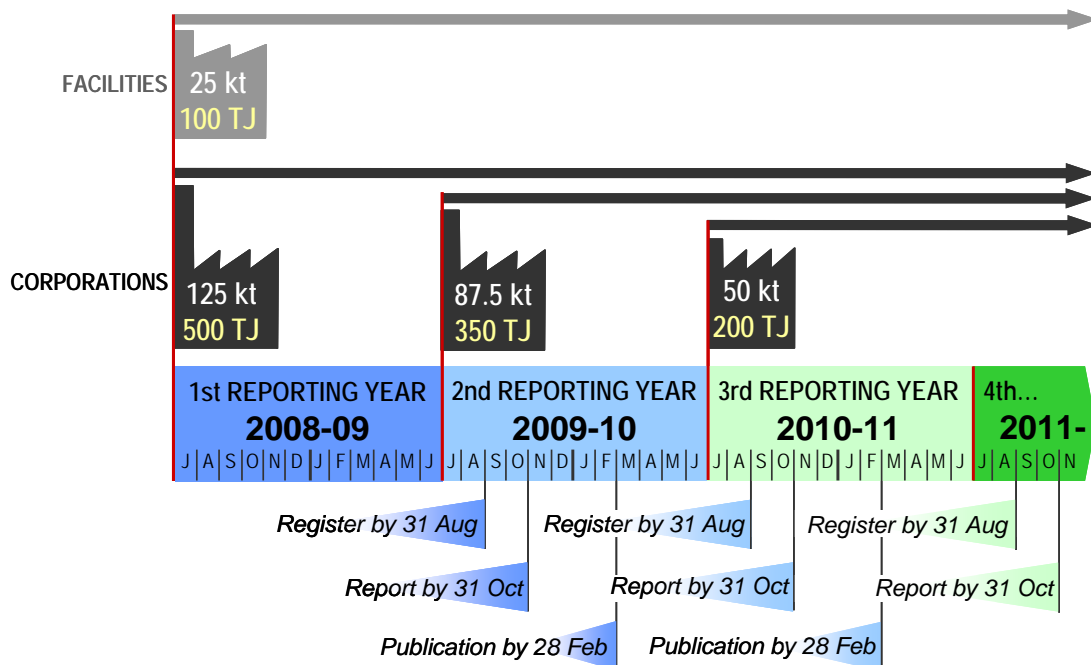 FACILITIES
25 kt
100 TJ
CORPORATIONS
125 kt
500 TJ
87.5 kt
350 TJ
50 kt
200 TJ
1st REPORTING YEAR
2008-09
J A S O N D J F M A M J
2nd REPORTING YEAR
2009-10
J A S O N D J F M A M J
3rd REPORTING YEAR
2010-11
J A S O N D J F M A M J
4th...
2011-
J A S O N
Register by 31 Aug
Register by 31 Aug
Register by 31 Aug
Report by 31 Oct
Report by 31 Oct
Report by 31 Oct
Publication by 28 Feb
Publication by 28 Feb